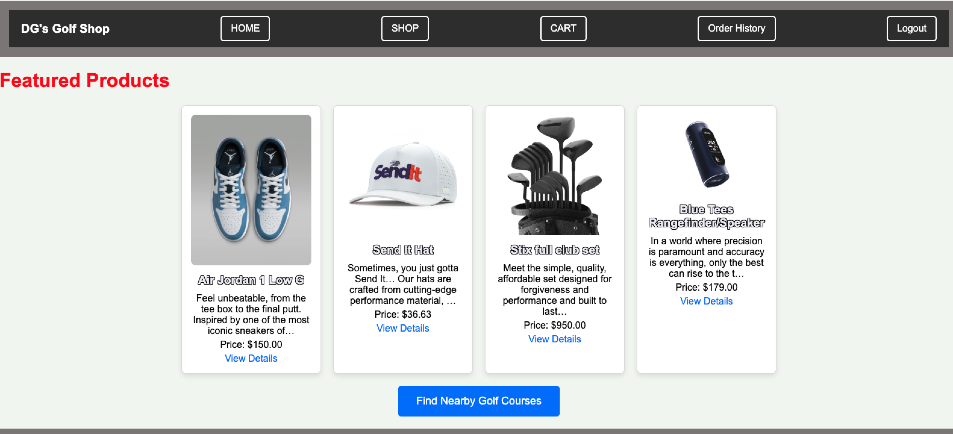 DG's Golf Shop
HOME
SHOP
CART
Order History
Logout
Featured Products
SendIt
Air Jordan 1 Low G
Feel unbeatable, from the
tee box to the final putt.
Inspired by one of the most
iconic sneakers of…
Price: $150.00
View Details
Send It Hat
Sometimes, you just gotta
Send It… Our hats are
crafted from cutting-edge
performance material, …
Price: $36.63
View Details
Stix full club set
Meet the simple, quality,
affordable set designed for
forgiveness and
performance and built to
last…
Price: $950.00
View Details
Blue Tees
Rangefinder/Speaker
In a world where precision
is paramount and accuracy
is everything, only the best
can rise to the t…
Price: $179.00
View Details
Find Nearby Golf Courses